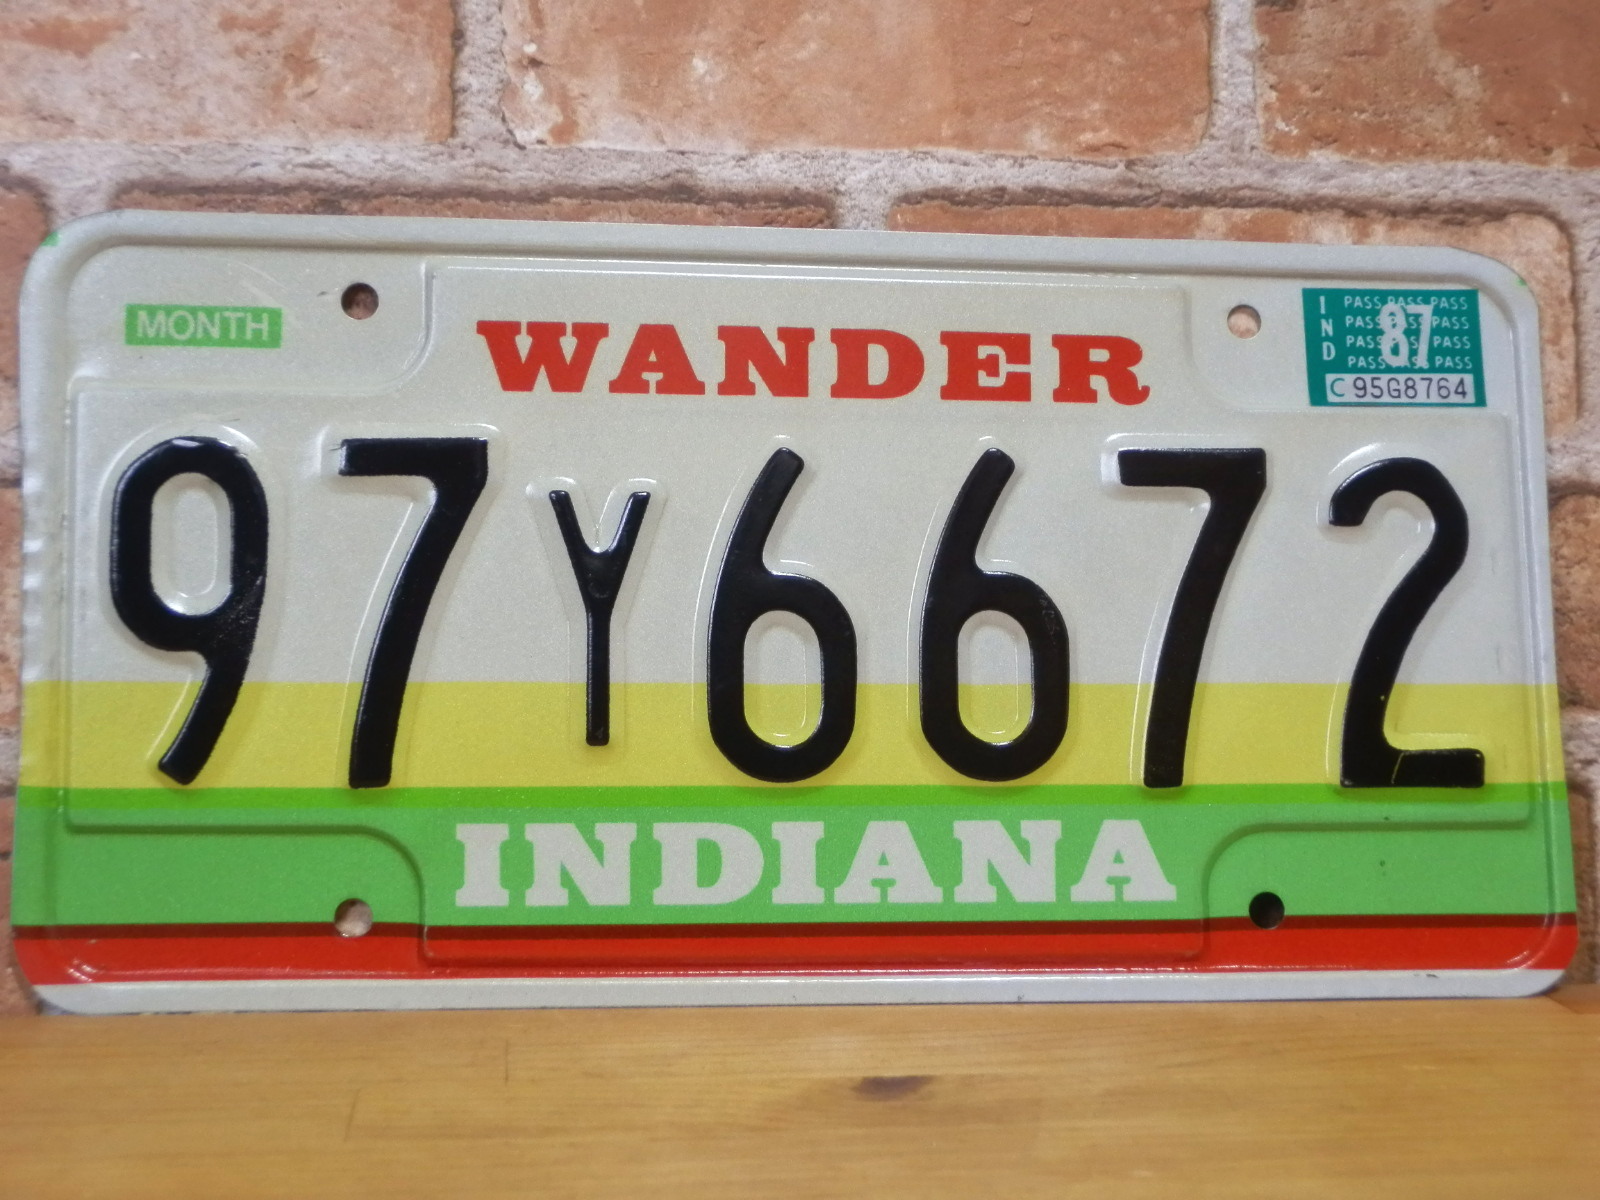 MONTH
WANDER
IND
PASS PASS PASS
PASS PASS PASS
PASS PASS PASS
PASS PASS PASS
87
C 95G8764
97Y6672
INDIANA